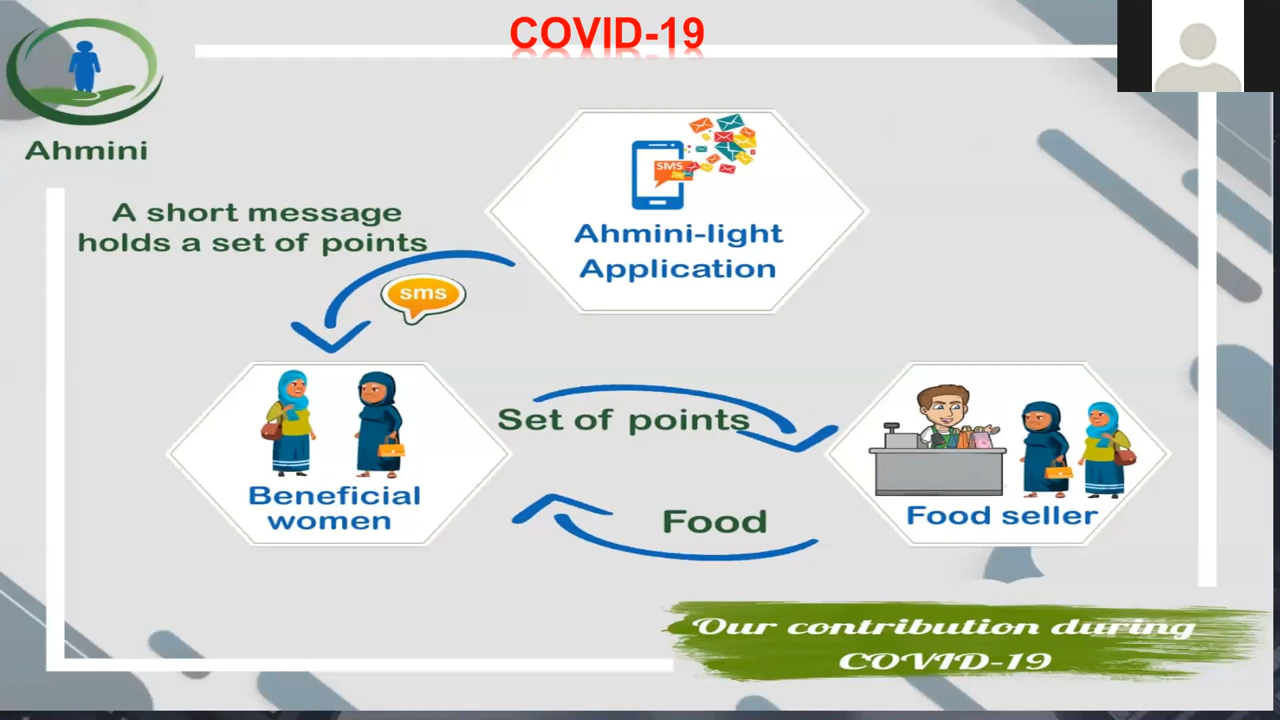 COVID-19
Ahmini
A short message
holds a set of points
SMS
Ahmini-light
Application
sms
Set of points
Beneficial
women
Food
Food seller
Our contribution during
COVID-19